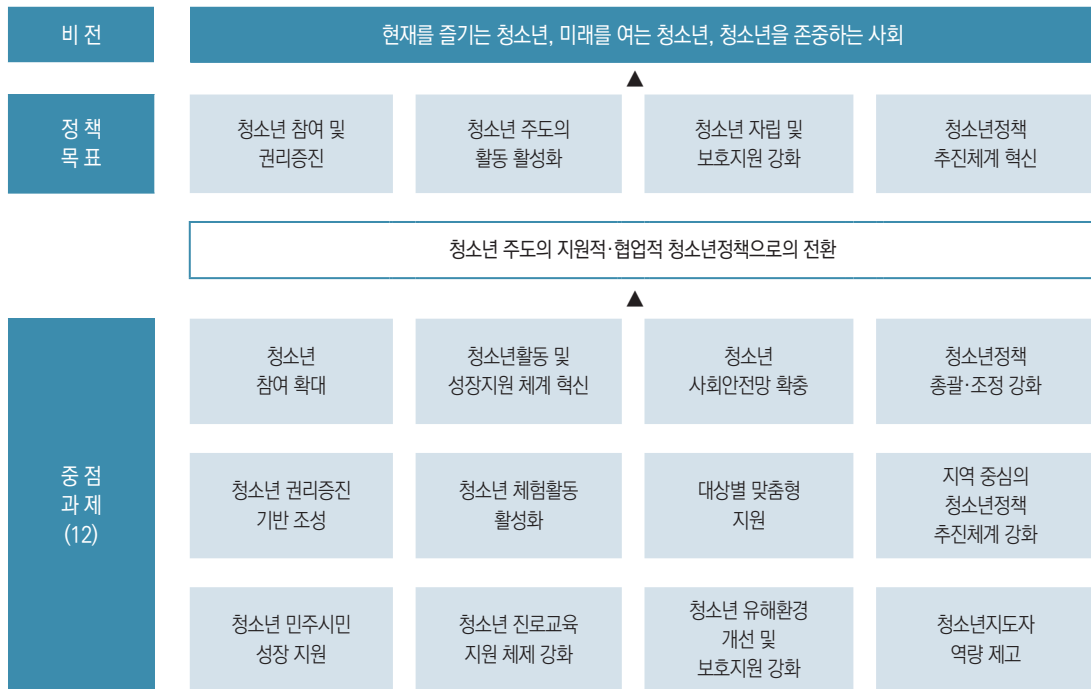 비 전
현재를 즐기는 청소년, 미래를 여는 청소년, 청소년을 존중하는 사회
▲
정 책
목 표
청소년 참여 및
권리증진
청소년 주도의
활동 활성화
청소년 자립 및
보호지원 강화
청소년정책
추진체계 혁신
청소년 주도의 지원적·협업적 청소년정책으로의 전환
▲
중 점
과 제
(12)
청소년
참여 확대
청소년활동 및
성장지원 체계 혁신
청소년
사회안전망 확충
청소년정책
총괄·조정 강화
청소년 권리증진
기반 조성
청소년 체험활동
활성화
대상별 맞춤형
지원
지역 중심의
청소년정책
추진체계 강화
청소년 민주시민
성장 지원
청소년 진로교육
지원 체제 강화
청소년 유해환경
개선 및
보호지원 강화
청소년지도자
역량 제고